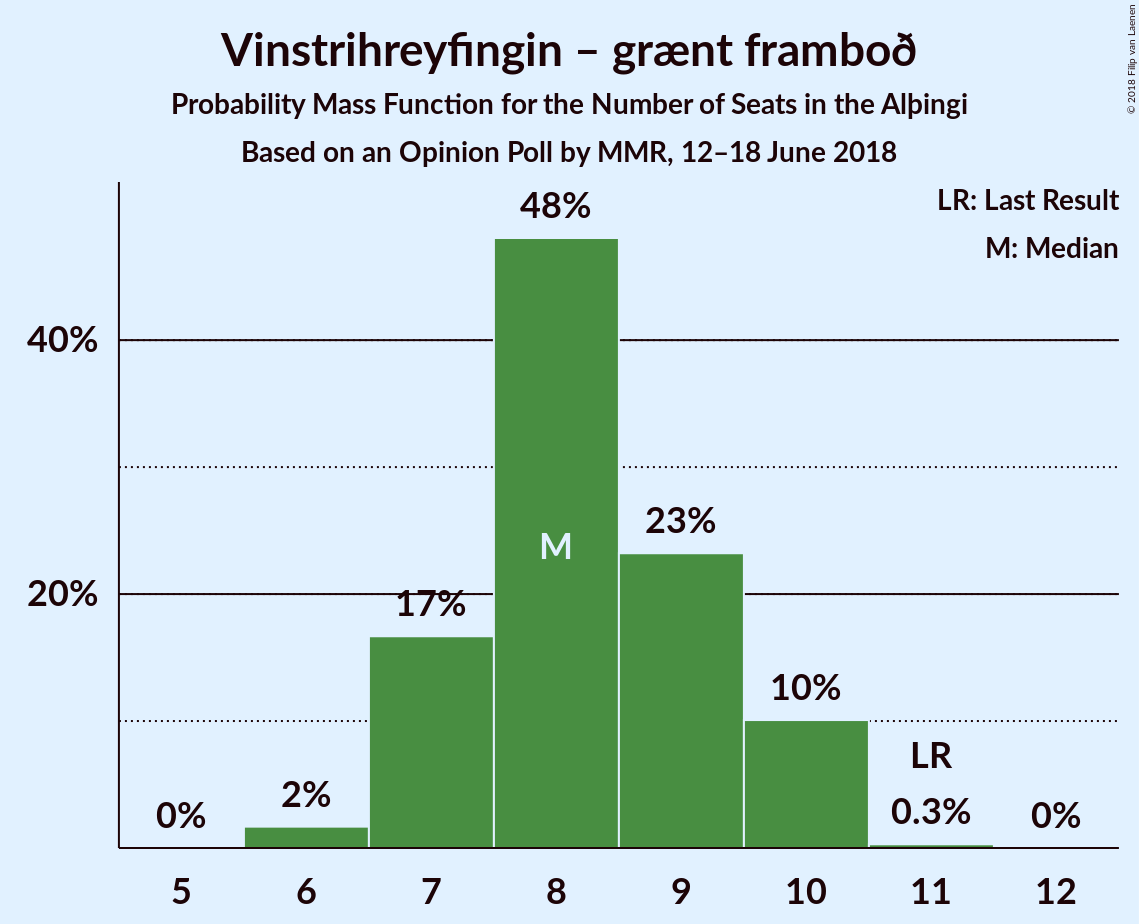 Vinstrihreyfingin – grænt framboð
Probability Mass Function for the Number of Seats in the Alþingi
Based on an Opinion Poll by MMR, 12–18 June 2018
© 2018 Filip van Laenen
LR: Last Result
M: Median
48%
40%
23%
M
20%
17%
10%
LR
2%
0%
0.3%
0%
5 6 7 8 9 10 11 12